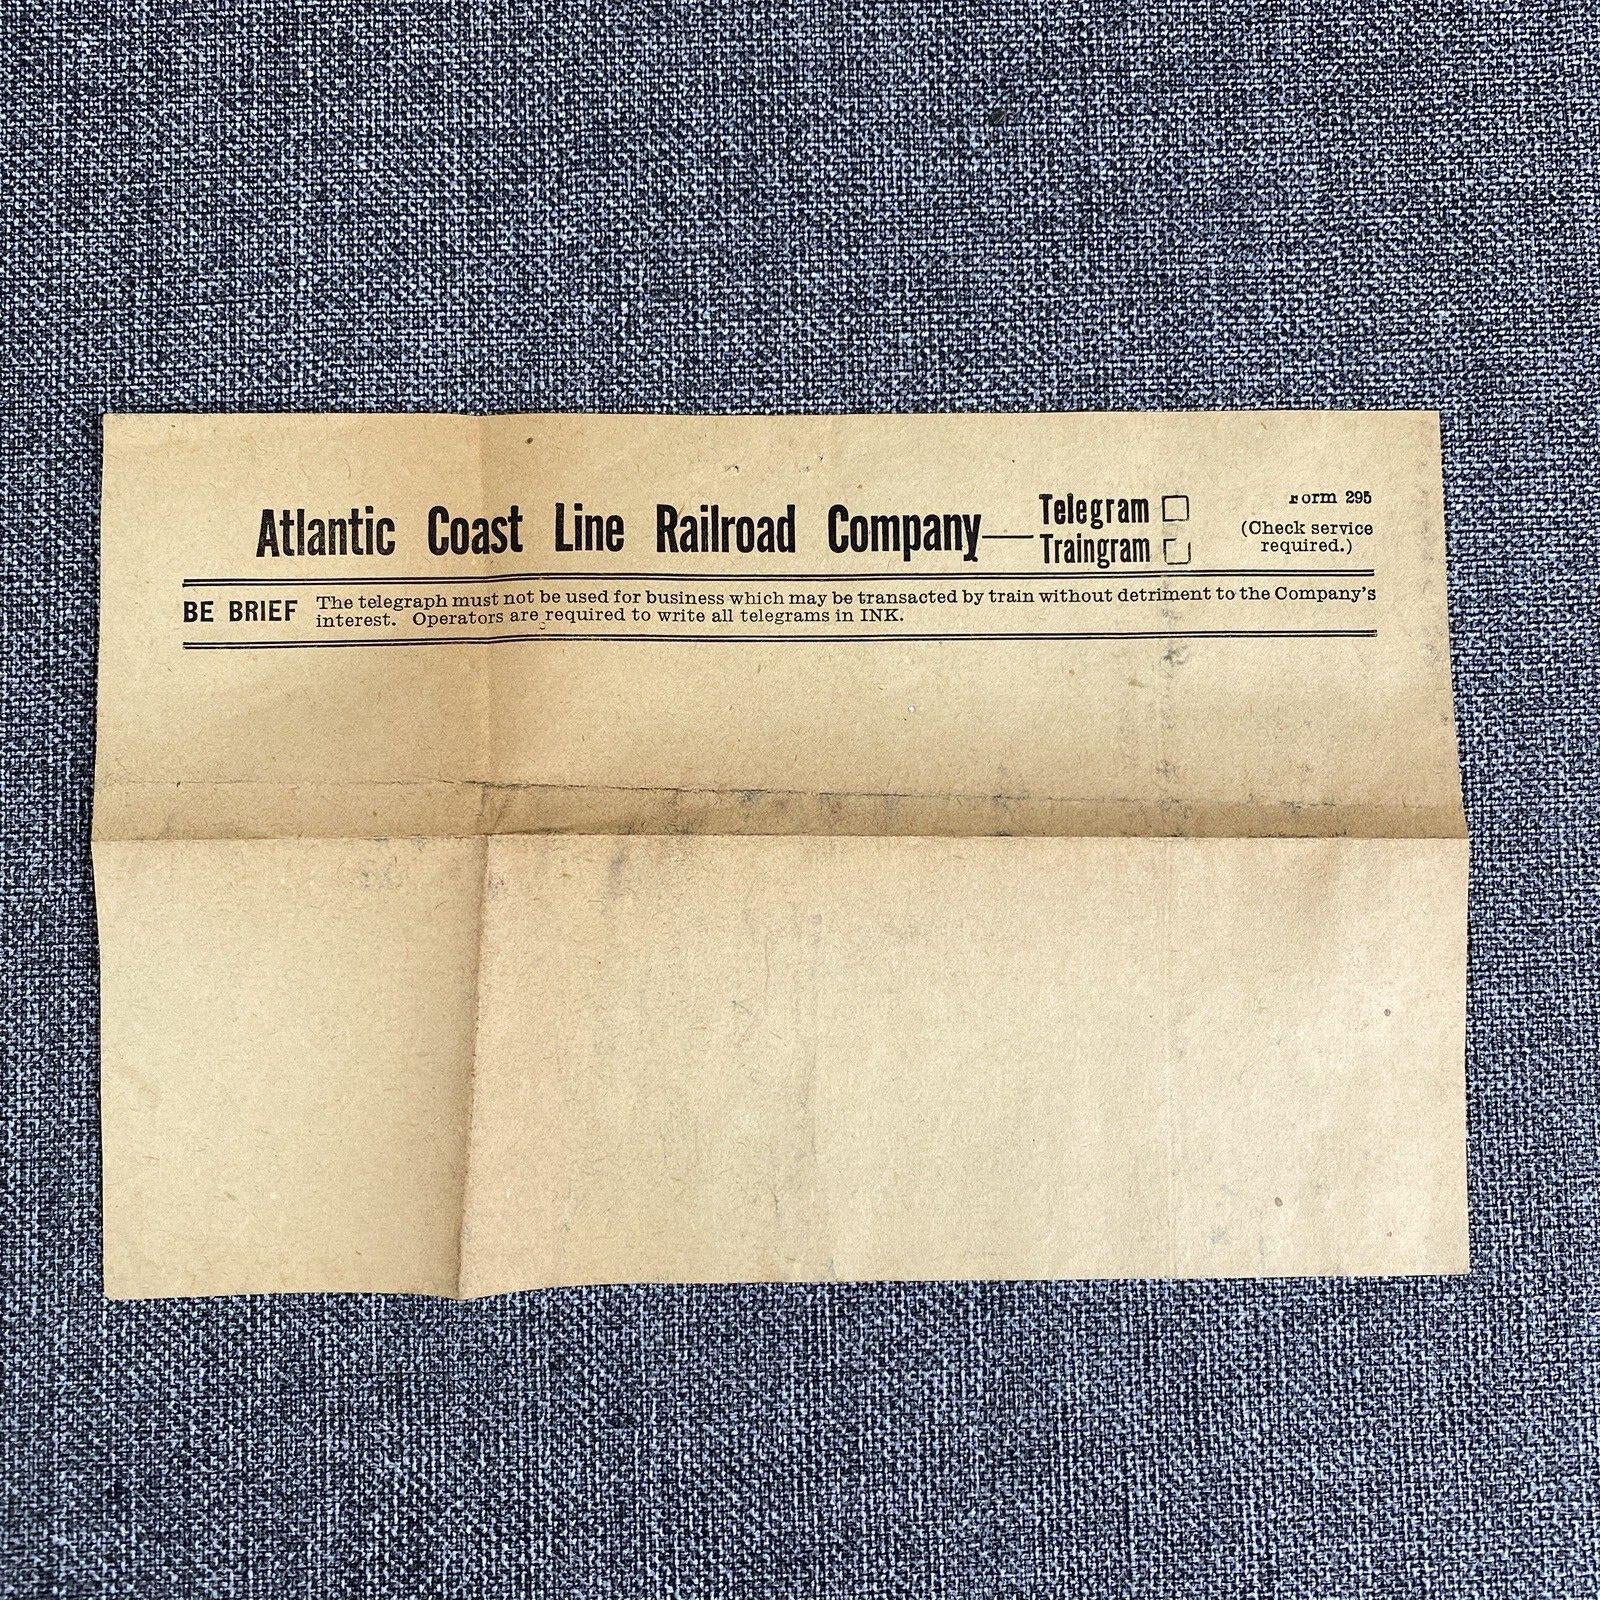 Atlantic Coast Line Railroad Company—
Telegram
Traingram
Form 295
(Check service
required.)
BE BRIEF
The telegraph must not be used for business which may be transacted by train without detriment to the Company's
interest. Operators are required to write all telegrams in INK.